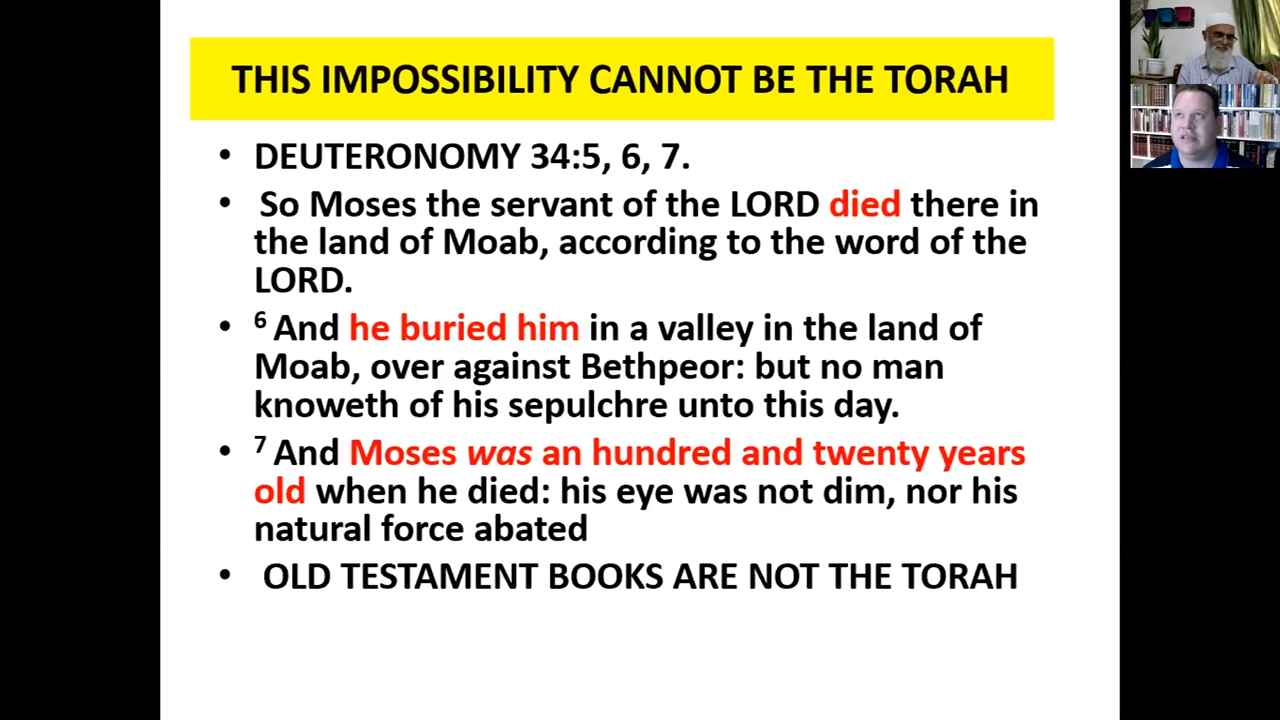 THIS IMPOSSIBILITY CANNOT BE THE TORAH
• DEUTERONOMY 34:5, 6, 7.
• So Moses the servant of the LORD died there in
the land of Moab, according to the word of the
LORD.
• 6 And he buried him in a valley in the land of
Moab, over against Bethpeor: but no man
knoweth of his sepulchre unto this day.
• 7 And Moses was an hundred and twenty years
old when he died: his eye was not dim, nor his
natural force abated
• OLD TESTAMENT BOOKS ARE NOT THE TORAH